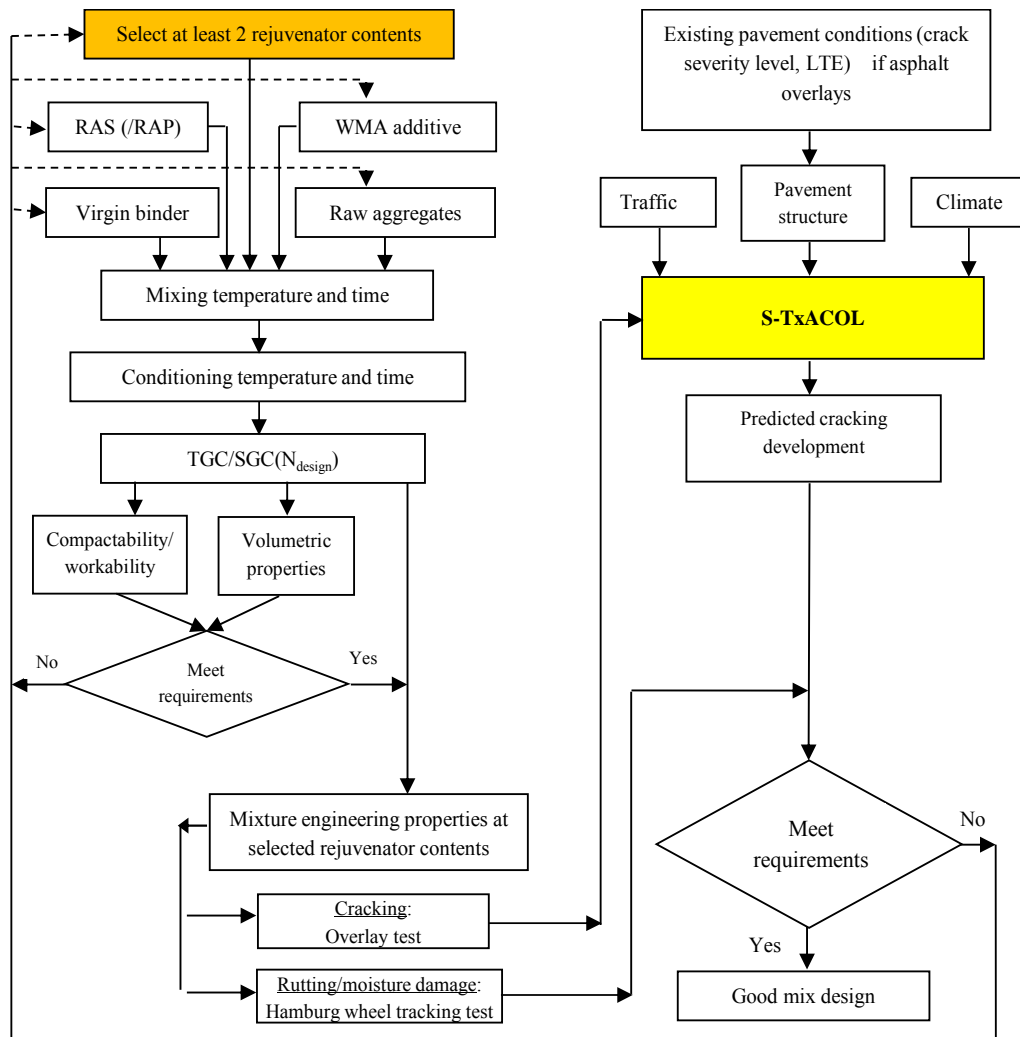 Select at least 2 rejuvenator contents
RAS (/RAP)
WMA additive
Virgin binder
Raw aggregates
Mixing temperature and time
Conditioning temperature and time
TGC/SGC(Ndesign)
Compactability/
workability
Volumetric
properties
No
Meet
requirements
Yes
Mixture engineering properties at
selected rejuvenator contents
Cracking:
Overlay test
Rutting/moisture damage:
Hamburg wheel tracking test
Existing pavement conditions (crack
severity level, LTE) if asphalt
overlays
Traffic
Pavement
structure
Climate
S-TxACOL
Predicted cracking
development
Meet
requirements
No
Yes
Good mix design